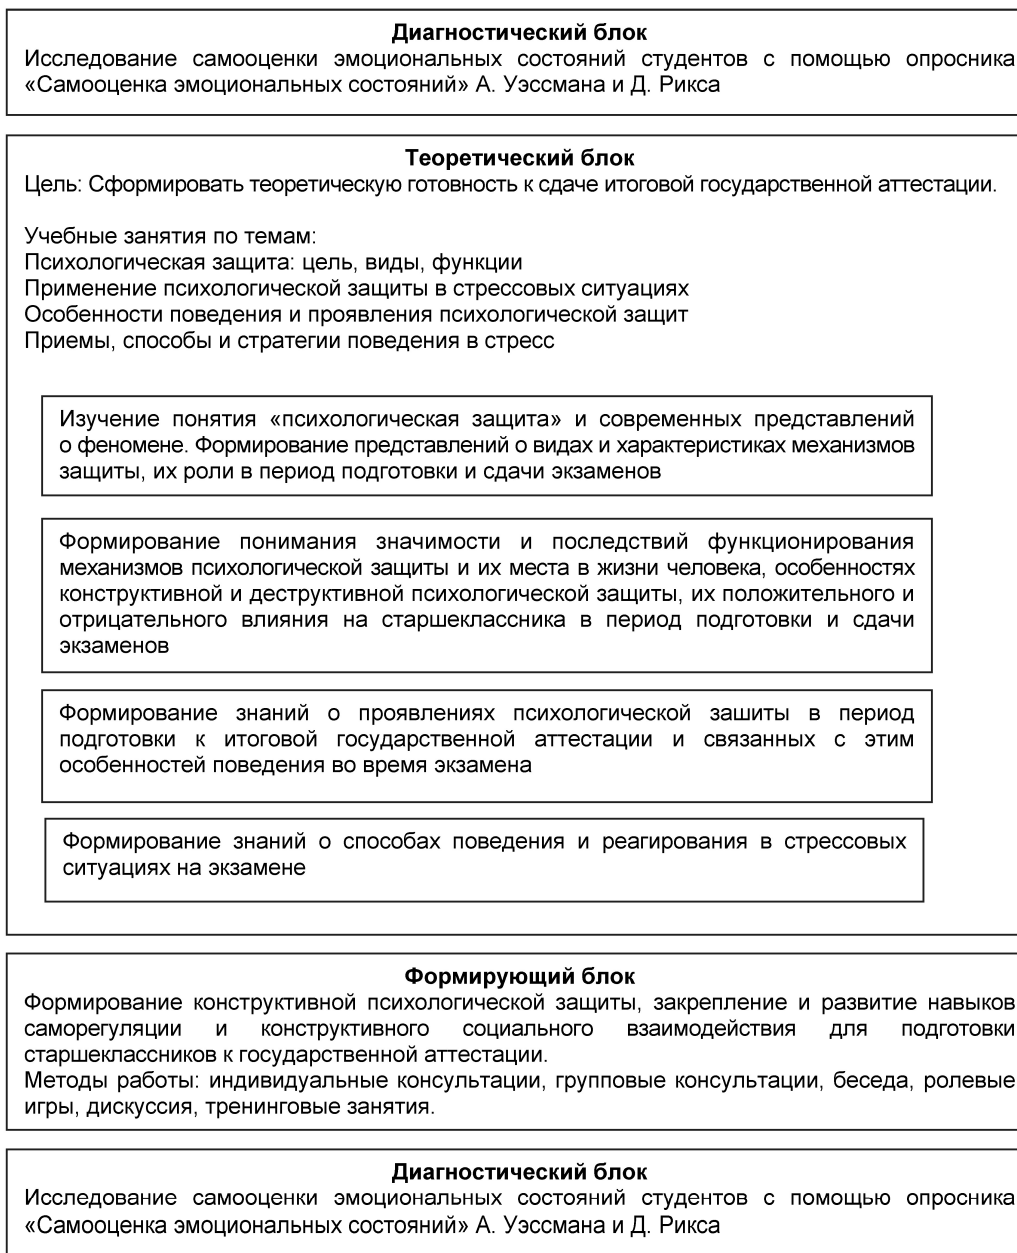 Диагностический блок
Исследование самооценки эмоциональных состояний студентов с помощью опросника
«Самооценка эмоциональных состояний» А. Уэссмана и Д. Рикса
Теоретический блок
Цель: Сформировать теоретическую готовность к сдаче итоговой государственной аттестации.
Учебные занятия по темам:
Психологическая защита: цель, виды, функции
Применение психологической защиты в стрессовых ситуациях
Особенности поведения и проявления психологической защит
Приемы, способы и стратегии поведения в стресс
Изучение понятия «психологическая защита» и современных представлений
о феномене. Формирование представлений о видах и характеристиках механизмов
защиты, их роли в период подготовки и сдачи экзаменов
Формирование понимания значимости и последствий функционирования
механизмов психологической защиты и их места в жизни человека, особенностях
конструктивной и деструктивной психологической защиты, их положительного и
отрицательного влияния на старшеклассника в период подготовки и сдачи
экзаменов
Формирование знаний о проявлениях психологической зашиты в период
подготовки к итоговой государственной аттестации и связанных с этим
особенностей поведения во время экзамена
Формирование знаний о способах поведения и реагирования в стрессовых
ситуациях на экзамене
Формирующий блок
Формирование конструктивной психологической защиты, закрепление и развитие навыков
саморегуляции и конструктивного социального взаимодействия для подготовки
старшеклассников к государственной аттестации.
Методы работы: индивидуальные консультации, групповые консультации, беседа, ролевые
игры, дискуссия, тренинговые занятия.
Диагностический блок
Исследование самооценки эмоциональных состояний студентов с помощью опросника
«Самооценка эмоциональных состояний» А. Уэссмана и Д. Рикса